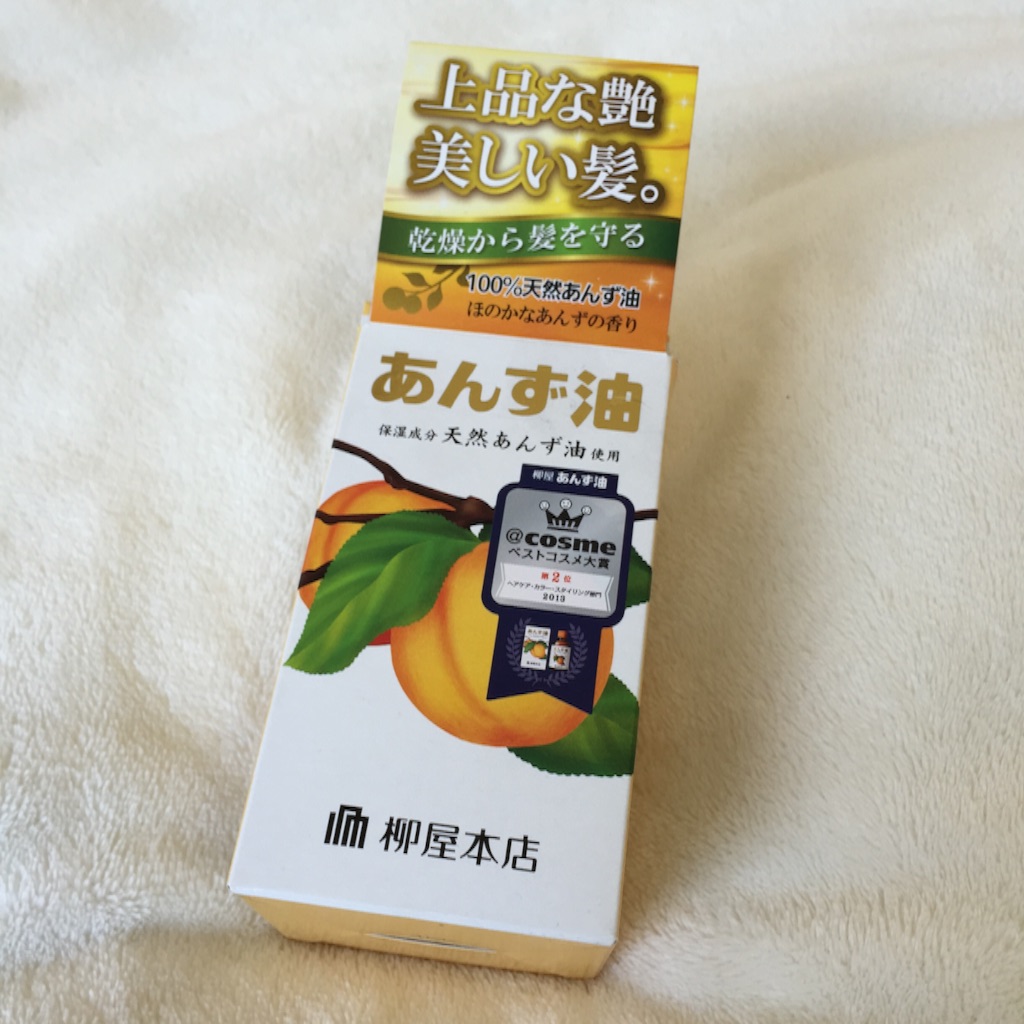 上品な艶
美しい髪。
乾燥から髪を守る
100%天然あんず油
ほのかなあんずの香り
あんず油
保湿成分 天然あんず油 使用
柳屋 あんず油
@cosme
ベストコスメ大賞
第2位
ヘアケア・カラー・スタイリング部門
2013
あんず油
柳屋本店